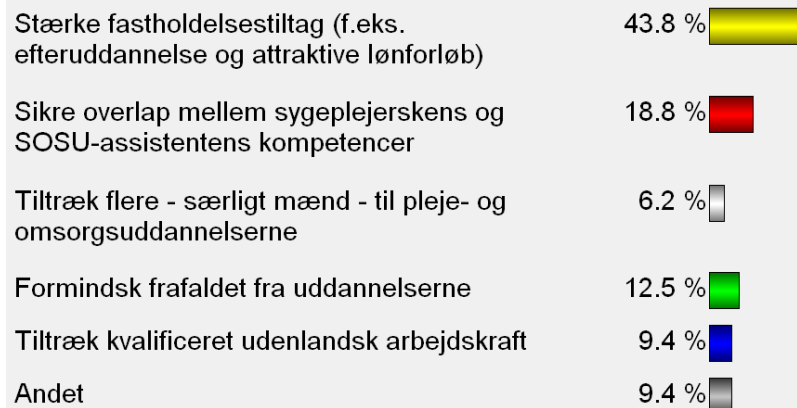 Stærke fastholdelsestiltag (f.eks. 43.8 %
efteruddannelse og attraktive lønforløb)
Sikre overlap mellem sygeplejerskens og 18.8 %
SOSU-assistentens kompetencer
Tiltræk flere - særligt mænd - til pleje- og 6.2 %
omsorgsuddannelserne
Formindsk frafaldet fra uddannelserne 12.5 %
Tiltræk kvalificeret udenlandsk arbejdskraft 9.4 %
Andet 9.4 %